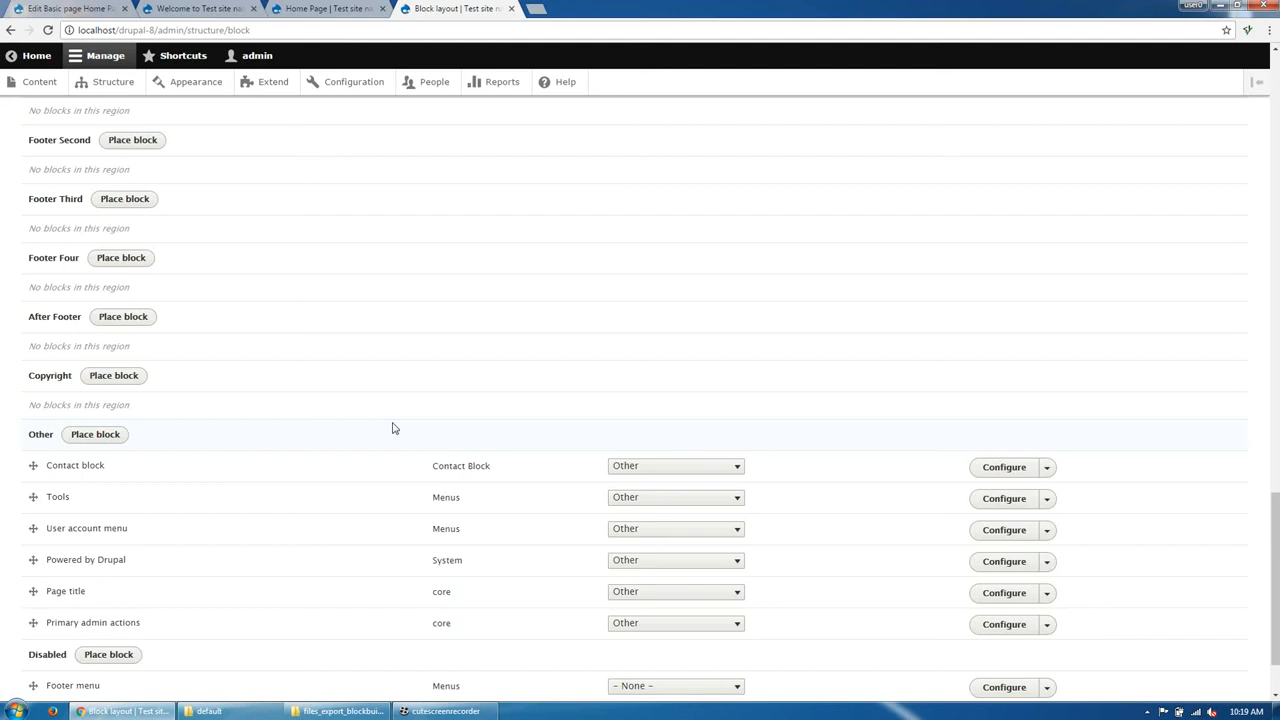 Edit Basic page Home P
Welcome to Test site na
Home Page | Test site na
Block layout | Test site n
user0
localhost/drupal-8/admin/structure/block
Home
Manage
Shortcuts
admin
Content
Structure
Appearance
Extend
Configuration
People
Reports
Help
No blocks in this region
Footer Second
Place block
No blocks in this region
Footer Third
Place block
No blocks in this region
Footer Four
Place block
No blocks in this region
After Footer
Place block
No blocks in this region
Copyright
Place block
No blocks in this region
Other
Place block
Contact block
Contact Block
Other
Configure
Tools
Menus
Other
Configure
User account menu
Menus
Other
Configure
Powered by Drupal
System
Other
Configure
Page title
core
Other
Configure
Primary admin actions
core
Other
Configure
Disabled
Place block
Footer menu
Menus
- None -
Configure
Block layout | Test sit...
default
files_export_blockbui...
cutescreenrecorder
10:19 AM